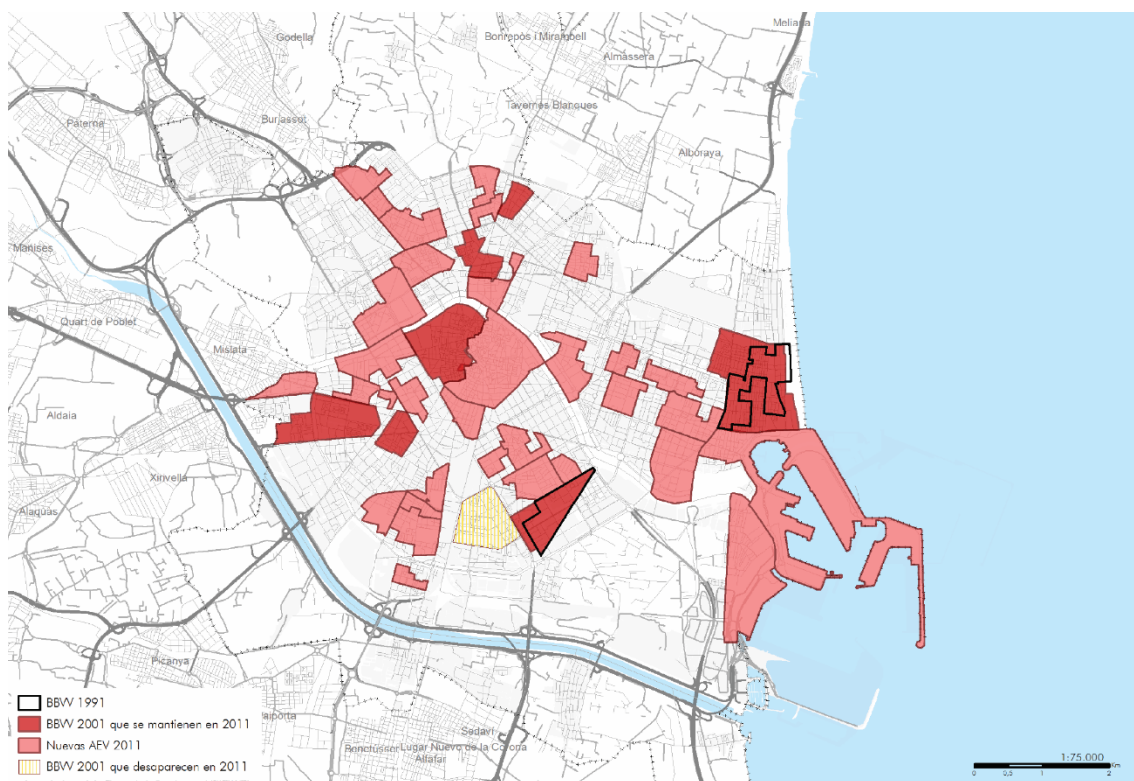 Meliana
Godella
Bonrepòs i Mirambell
Almàssera
Tavernes Blanques
Paterna
Burjassot
Alboraya
Manises
Quart de Poblet
Mislata
Aldaia
Xirivella
Alaquàs
Picanya
BBVV 1991
BBVV 2001 que se mantienen en 2011
Nuevas AEV 2011
BBVV 2001 que desaparecen en 2011
Sedaví
Benetússer
Lugar Nuevo de la Corona
Alfafar
1:75.000
0
0,5
1
2
Km